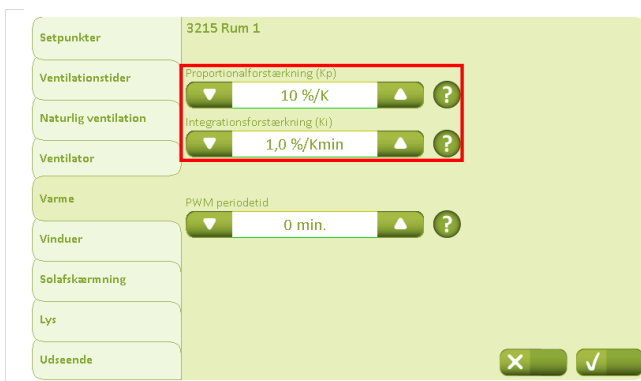 3215 Rum 1
Setpunkter
Ventilationstider
Naturlig ventilation
Ventilator
Varme
Vinduer
Solafskærmning
Lys
Udseende
Proportionalforstærkning (Kp)
10 %/K
?
Integrationsforstærkning (Ki)
1,0 %/Kmin
?
PWM periodetid
0 min.
?